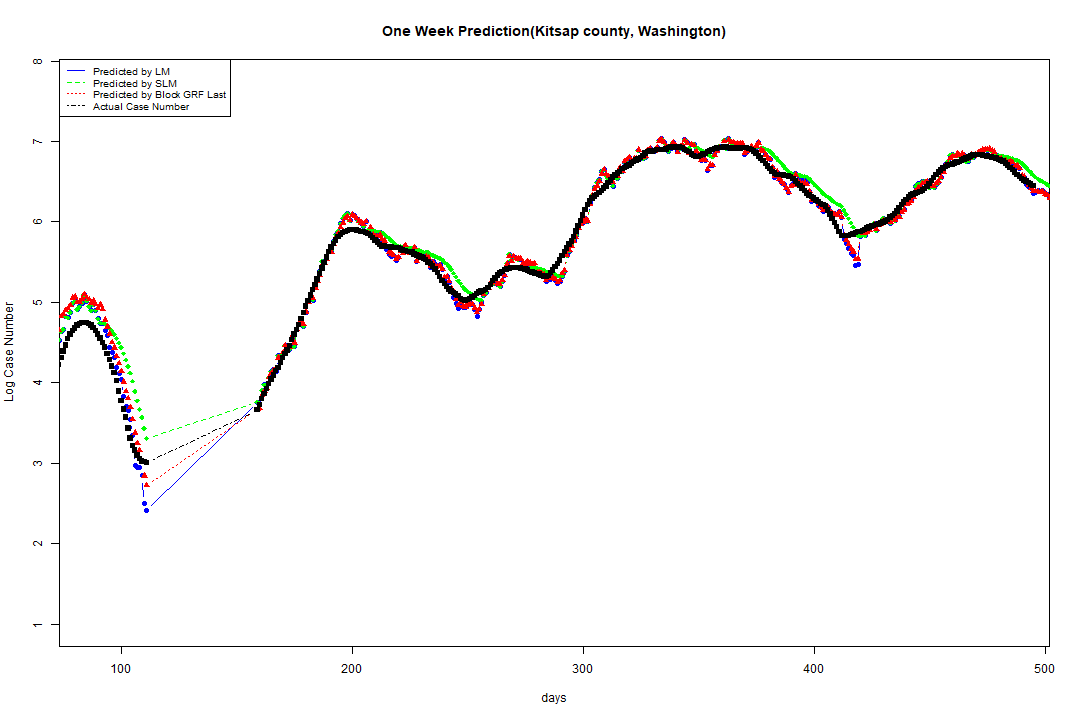 One Week Prediction(Kitsap county, Washington)
Predicted by LM
Predicted by SLM
Predicted by Block GRF Last
Actual Case Number
Log Case Number
8
7
6
5
4
3
2
1
100 200 300 400 500
days